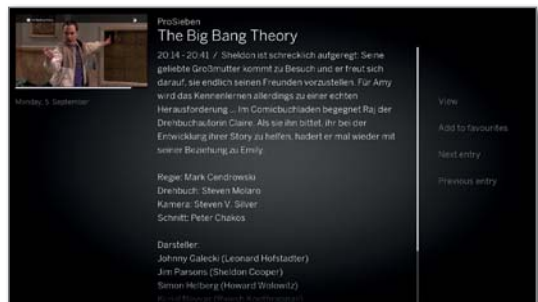 ProSieben
The Big Bang Theory
20:14 - 20:41 / Sheldon ist schrecklich aufgeregt: Seine
geliebte Großmutter kommt zu Besuch und er freut sich
darauf, sie endlich seinen Freunden vorzustellen. Für Amy
wird das Kennenlernen allerdings zu einer echten
Herausforderung ... Im Comicbuchladen begegnet Raj der
Drehbuchautorin Claire. Als sie ihn bittet, ihr bei der
Entwicklung ihrer Story zu helfen, hadert er mal wieder mit
seiner Beziehung zu Emily.
Regie: Mark Cendrowski
Drehbuch: Steven Molaro
Kamera: Steven V. Silver
Schnitt: Peter Chakos
Darsteller:
Johnny Galecki (Leonard Hofstadter)
Jim Parsons (Sheldon Cooper)
Simon Helberg (Howard Wolowitz)
Monday, 5. September
View
Add to favourites
Next entry
Previous entry